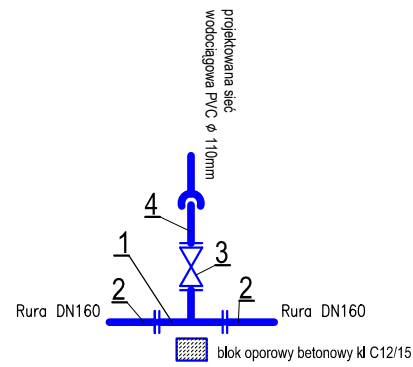 projektowana sieć
wodociągowa PVC ϕ 110mm
4
3
1
2
2
Rura DN160
Rura DN160
blok oporowy betonowy kl C12/15